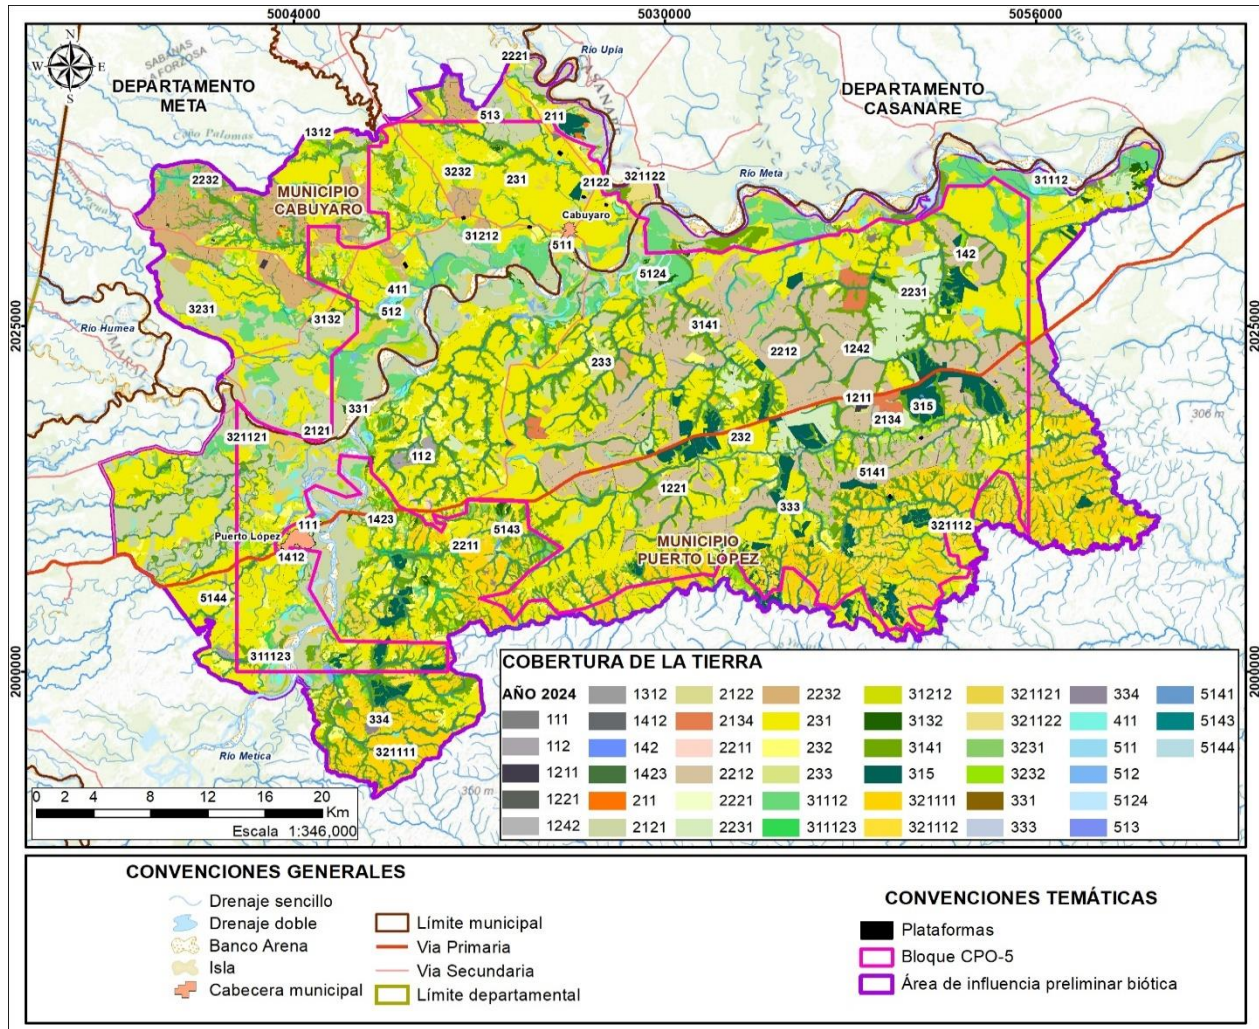 5004000
5030000
5056000
N
W
E
S
SABANAS
DEPARTAMENTO
META
Caño Palomas
2221
Río Upía
CASANARE
DEPARTAMENTO
CASANARE
513
211
1312
2232
3232
231
2122
321122
Río Meta
31112
MUNICIPIO
CABUYARO
Cabuyaro
31212
511
5124
142
411
2231
3231
3132
512
2025000
2025000
Río Humea
3141
2212
1242
233
331
1211
315
2134
306 m
321121
2121
112
232
5141
1221
333
111
1423
5143
321112
Puerto López
2211
MUNICIPIO
PUERTO LÓPEZ
1412
5144
311123
2000000
2000000
334
321111
Río Metica
360 m
0 2 4 8 12 16 20
Km
Escala 1:346,000
COBERTURA DE LA TIERRA
AÑO 2024 1312 2122 2232 31212 321121 334 5141
111 1412 2134 231 3132 321122 411 5143
112 142 2211 232 3141 3231 511 5144
1211 1423 2212 233 315 3232 512
1221 211 2221 31112 321111 331 5124
1242 2121 2231 311123 321112 333 513
CONVENCIONES GENERALES
Drenaje sencillo
Drenaje doble
Banco Arena
Isla
Cabecera municipal
Límite municipal
Via Primaria
Via Secundaria
Límite departamental
CONVENCIONES TEMÁTICAS
Plataformas
Bloque CPO-5
Área de influencia preliminar biótica